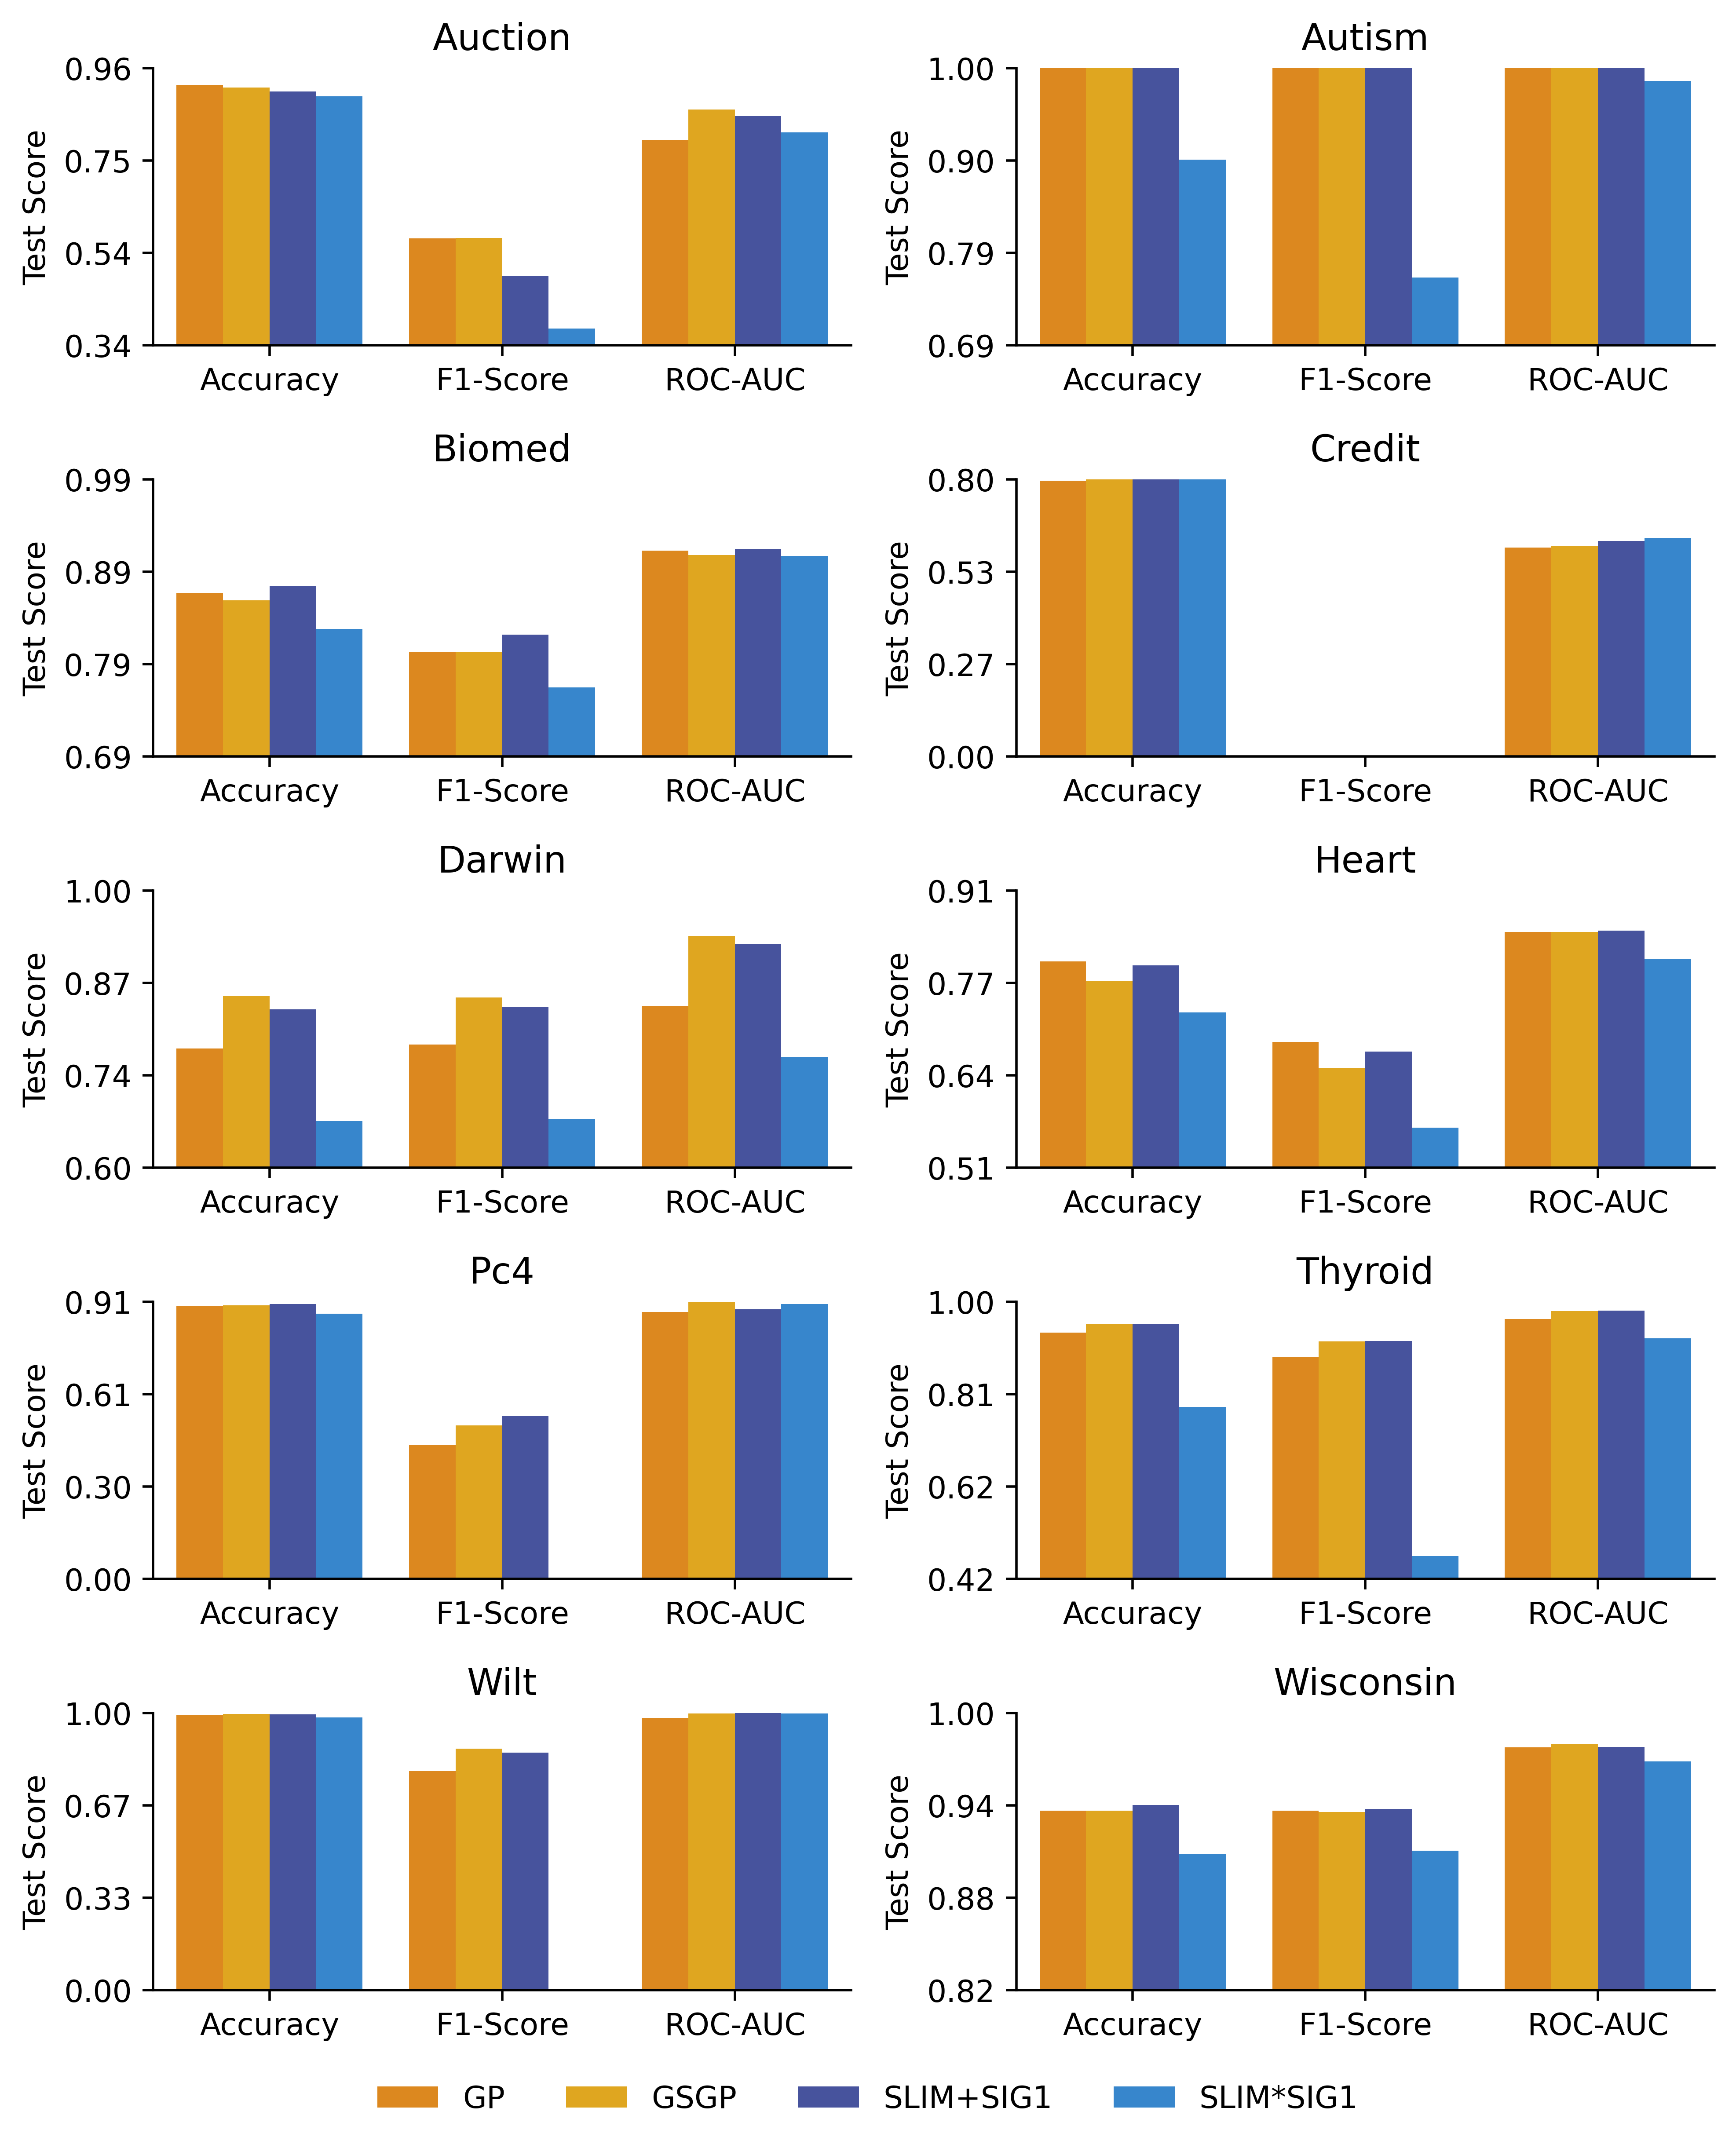 Auction
0.96
0.75
0.54
0.34
Test Score
Accuracy F1-Score ROC-AUC
Autism
1.00
0.90
0.79
0.69
Test Score
Accuracy F1-Score ROC-AUC
Biomed
0.99
0.89
0.79
0.69
Test Score
Accuracy F1-Score ROC-AUC
Credit
0.80
0.53
0.27
0.00
Test Score
Accuracy F1-Score ROC-AUC
Darwin
1.00
0.87
0.74
0.60
Test Score
Accuracy F1-Score ROC-AUC
Heart
0.91
0.77
0.64
0.51
Test Score
Accuracy F1-Score ROC-AUC
Pc4
0.91
0.61
0.30
0.00
Test Score
Accuracy F1-Score ROC-AUC
Thyroid
1.00
0.81
0.62
0.42
Test Score
Accuracy F1-Score ROC-AUC
Wilt
1.00
0.67
0.33
0.00
Test Score
Accuracy F1-Score ROC-AUC
Wisconsin
1.00
0.94
0.88
0.82
Test Score
Accuracy F1-Score ROC-AUC
GP GSGP SLIM+SIG1 SLIM*SIG1